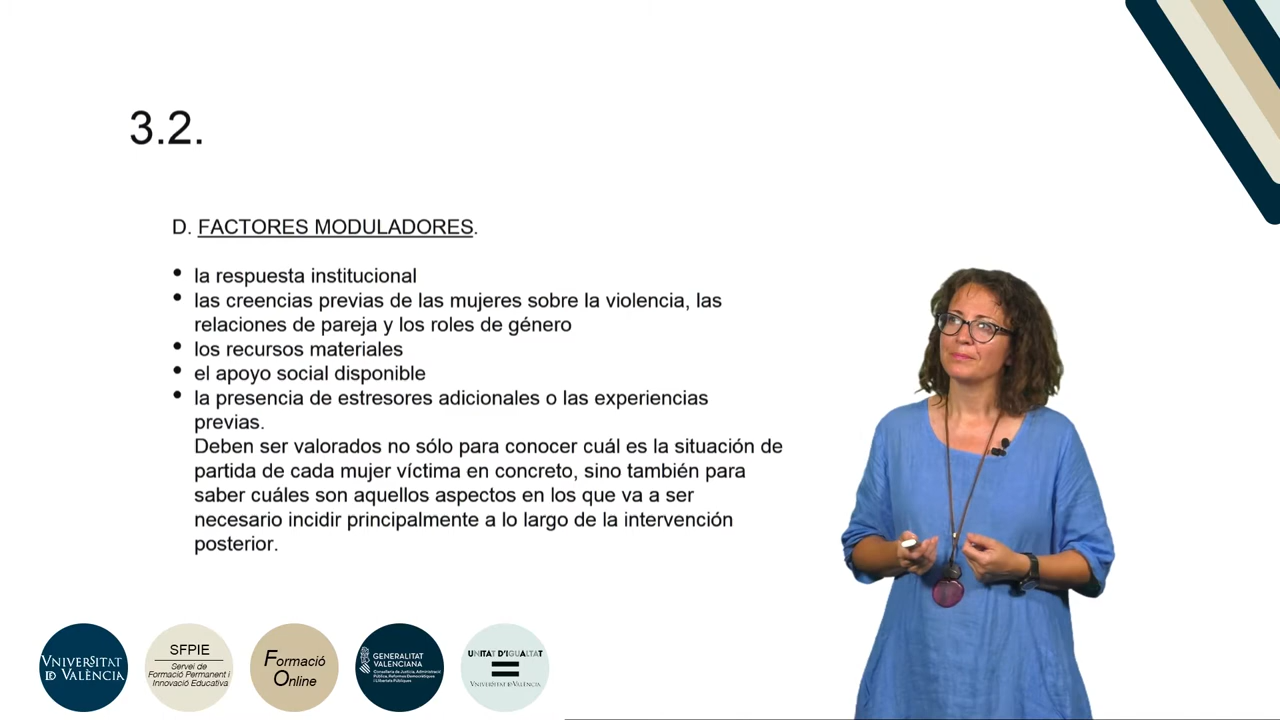 3.2.
D. FACTORES MODULADORES.
• la respuesta institucional
• las creencias previas de las mujeres sobre la violencia, las
relaciones de pareja y los roles de género
• los recursos materiales
• el apoyo social disponible
• la presencia de estresores adicionales o las experiencias
previas.
Deben ser valorados no sólo para conocer cuál es la situación de
partida de cada mujer víctima en concreto, sino también para
saber cuáles son aquellos aspectos en los que va a ser
necesario incidir principalmente a lo largo de la intervención
posterior.
VNIVERSITAT
ID VALÈNCIA
SFPIE
Servei de
Formació Permanent i
Innovació Educativa
Formació
Online
GENERALITAT
VALENCIANA
Conselleria de Justícia, Administració
Pública, Reformes Democràtiques
i Llibertats Públiques
UNITAT D'IGUALTAT
VNIVERSITAT ID VALÈNCIA